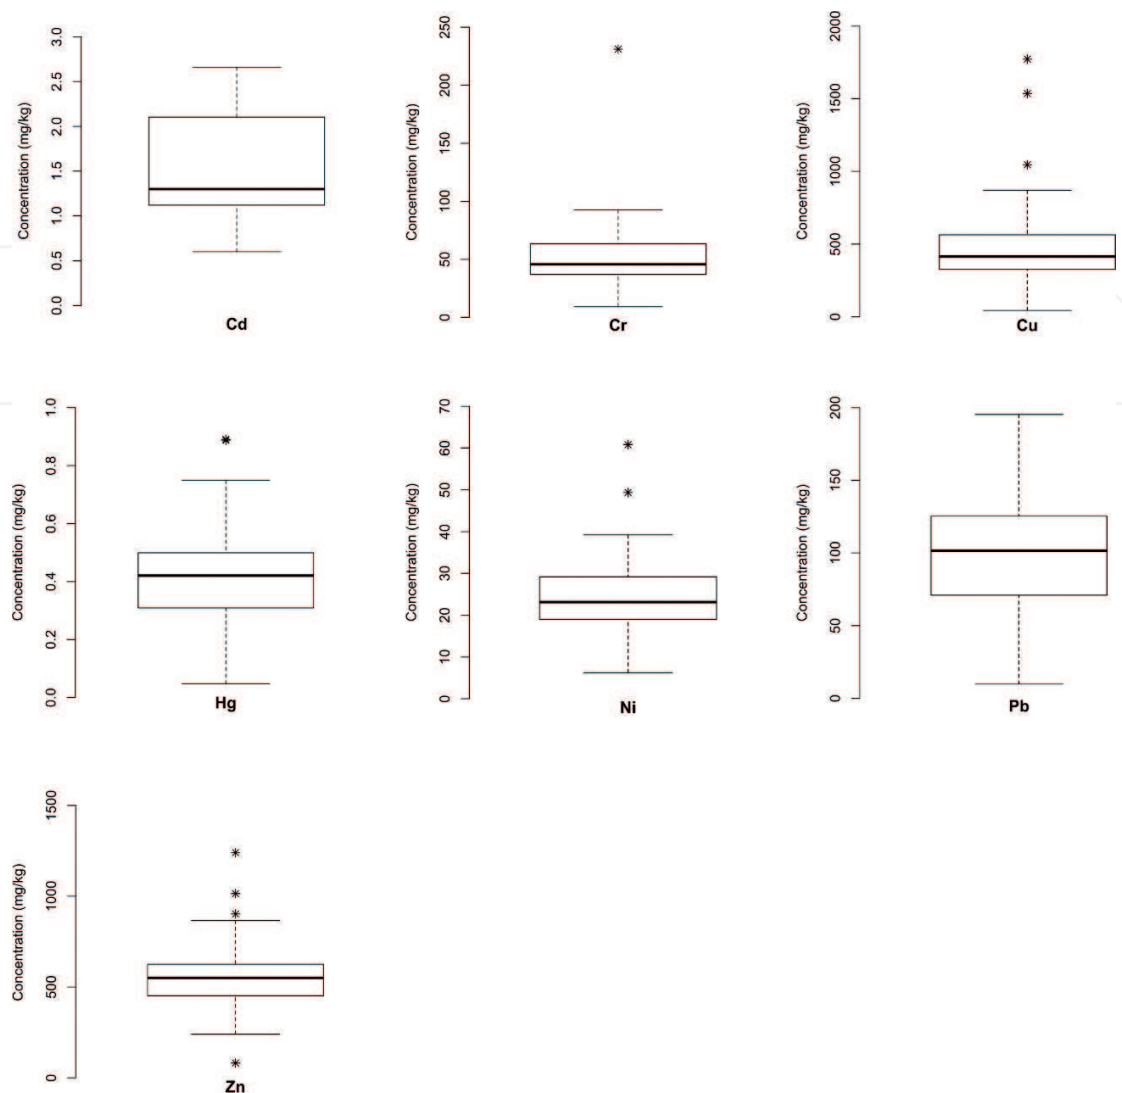 Concentration (mg/kg)
0.0 0.5 1.0 1.5 2.0 2.5 3.0
Cd
Concentration (mg/kg)
0 50 100 150 200 250
Cr
Concentration (mg/kg)
0 500 1000 1500 2000
Cu
Concentration (mg/kg)
0.0 0.2 0.4 0.6 0.8 1.0
Hg
Concentration (mg/kg)
0 10 20 30 40 50 60 70
Ni
Concentration (mg/kg)
0 50 100 150 200
Pb
Concentration (mg/kg)
0 500 1000 1500
Zn